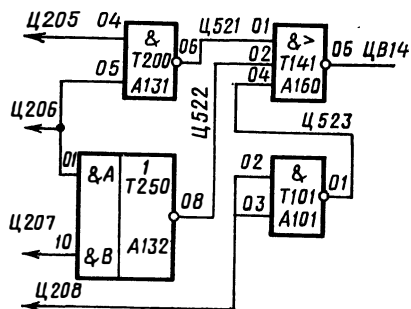 Ц205 04 & 06 Ц521 01 &> 06 ЦВ14
Т200 02 Т141
05 А131 04 А160
Ц206 Ц522 Ц523
01 &А 1 02 & 01
Т250 08 Т101
Ц207 03 А101
10 &В А132
Ц208